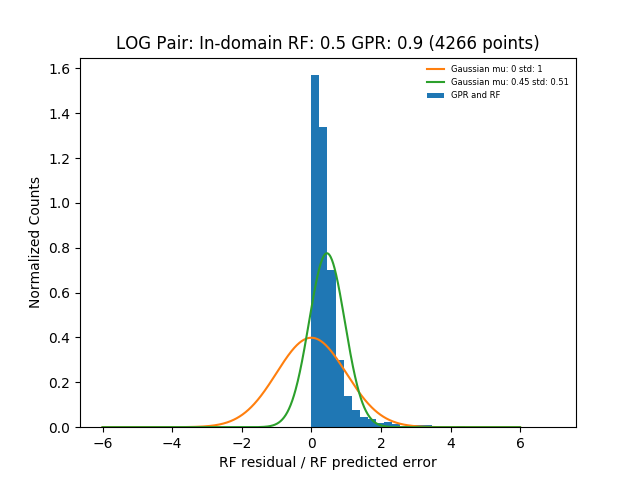 LOG Pair: In-domain RF: 0.5 GPR: 0.9 (4266 points)
Gaussian mu: 0 std: 1
Gaussian mu: 0.45 std: 0.51
GPR and RF
Normalized Counts
1.6
1.4
1.2
1.0
0.8
0.6
0.4
0.2
0.0
−6
−4
−2
0
2
4
6
RF residual / RF predicted error